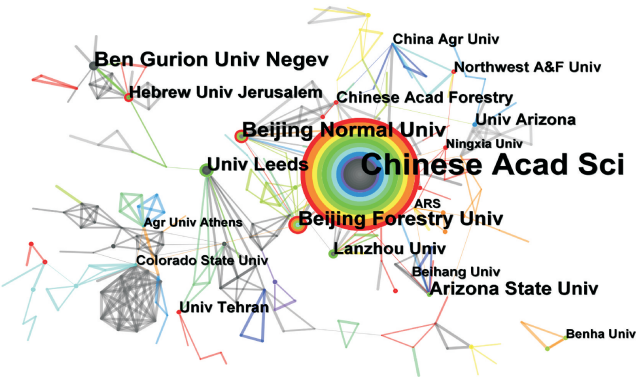 China Agr Univ
Ben Gurion Univ Negev
Northwest A&F Univ
Hebrew Univ Jerusalem
Chinese Acad Forestry
Univ Arizona
Beijing Normal Univ
Ningxia Univ
Univ Leeds
Chinese Acad Sci
ARS
Agr Univ Athens
Beijing Forestry Univ
Lanzhou Univ
Colorado State Univ
Beihang Univ
Arizona State Univ
Univ Tehran
Benha Univ